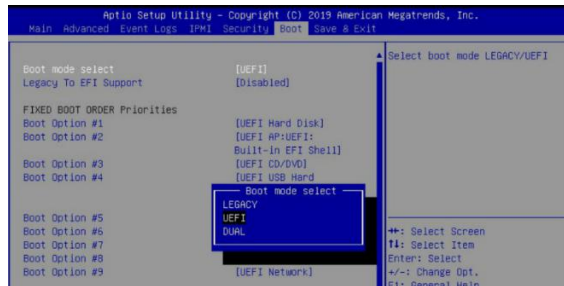 Aptio Setup Utility – Copyright (C) 2019 American Megatrends, Inc.
Main Advanced Event Logs IPMI Security Boot Save & Exit
Boot mode select [UEFI]
Legacy To EFI Support [Disabled]
FIXED BOOT ORDER Priorities
Boot Option #1 [UEFI Hard Disk]
Boot Option #2 [UEFI AP:UEFI:
Built-in EFI Shell]
Boot Option #3 [UEFI CD/DVD]
Boot Option #4 [UEFI USB Hard
Boot Option #5
Boot Option #6
Boot Option #7
Boot Option #8
Boot Option #9 [UEFI Network]
Boot mode select
LEGACY
UEFI
DUAL
Select boot mode LEGACY/UEFI
→←: Select Screen
↑↓: Select Item
Enter: Select
+/-: Change Opt.
F1: General Help